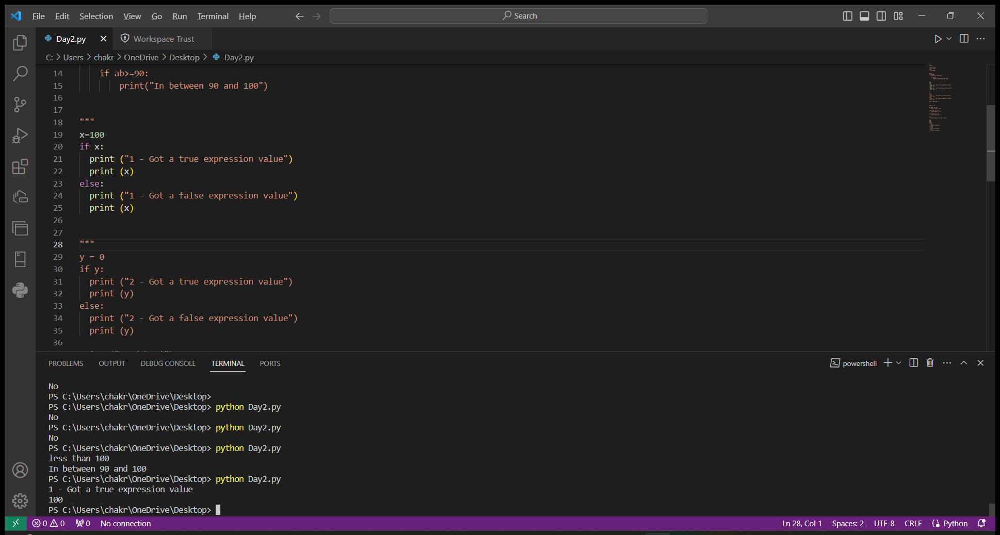 File Edit Selection View Go Run Terminal Help
Search
Day2.py
Workspace Trust
C: > Users > chakr > OneDrive > Desktop > Day2.py
14 if ab>=90:
15 print("In between 90 and 100")
16
17
18 """
19 x=100
20 if x:
21 print ("1 - Got a true expression value")
22 print (x)
23 else:
24 print ("1 - Got a false expression value")
25 print (x)
26
27
28 """
29 y = 0
30 if y:
31 print ("2 - Got a true expression value")
32 print (y)
33 else:
34 print ("2 - Got a false expression value")
35 print (y)
36
PROBLEMS OUTPUT DEBUG CONSOLE TERMINAL PORTS
powershell
No
PS C:\Users\chakr\OneDrive\Desktop>
PS C:\Users\chakr\OneDrive\Desktop> python Day2.py
No
PS C:\Users\chakr\OneDrive\Desktop> python Day2.py
No
PS C:\Users\chakr\OneDrive\Desktop> python Day2.py
less than 100
In between 90 and 100
PS C:\Users\chakr\OneDrive\Desktop> python Day2.py
1 - Got a true expression value
100
PS C:\Users\chakr\OneDrive\Desktop>
0 0 0 No connection
Ln 28, Col 1 Spaces: 2 UTF-8 CRLF Python